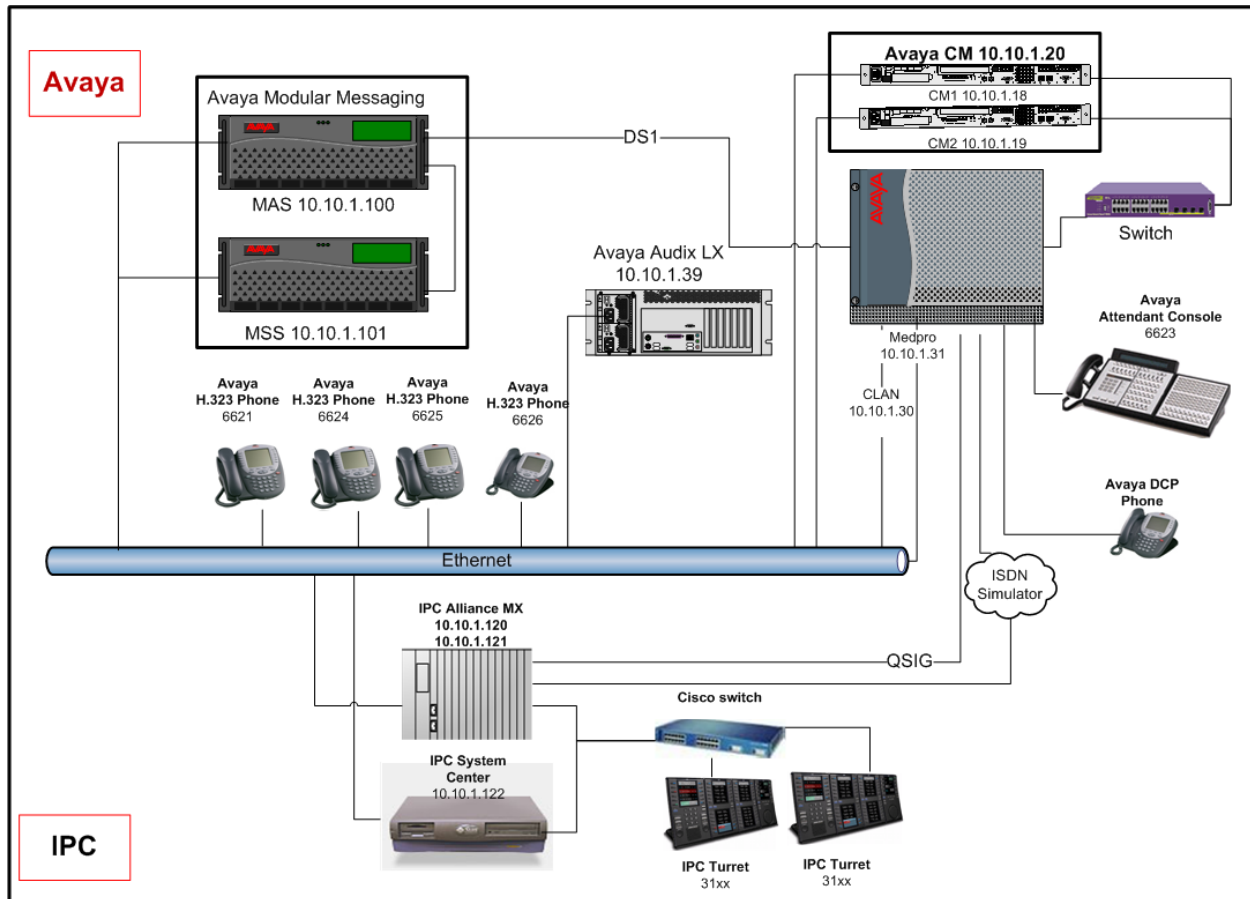 Avaya
Avaya Modular Messaging
AVAYA
MAS 10.10.1.100
AVAYA
MSS 10.10.1.101
DS1
Avaya CM 10.10.1.20
CM1 10.10.1.18
CM2 10.10.1.19
AVAYA
Switch
Avaya Audix LX
10.10.1.39
Medpro
10.10.1.31
CLAN
10.10.1.30
Avaya
Attendant Console
6623
Avaya
H.323 Phone
6621
Avaya
H.323 Phone
6624
Avaya
H.323 Phone
6625
Avaya
H.323 Phone
6626
Avaya DCP
Phone
Ethernet
ISDN
Simulator
IPC Alliance MX
10.10.1.120
10.10.1.121
QSIG
Cisco switch
IPC System
Center
10.10.1.122
IPC
IPC Turret
31xx
IPC Turret
31xx